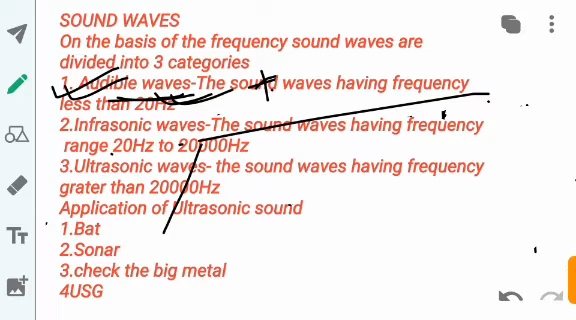 SOUND WAVES
On the basis of the frequency sound waves are
divided into 3 categories
1. Audible waves-The sound waves having frequency
less than 20Hz
2.Infrasonic waves-The sound waves having frequency
range 20Hz to 20000Hz
3.Ultrasonic waves- the sound waves having frequency
grater than 20000Hz
Application of Ultrasonic sound
1.Bat
2.Sonar
3.check the big metal
4USG
TT